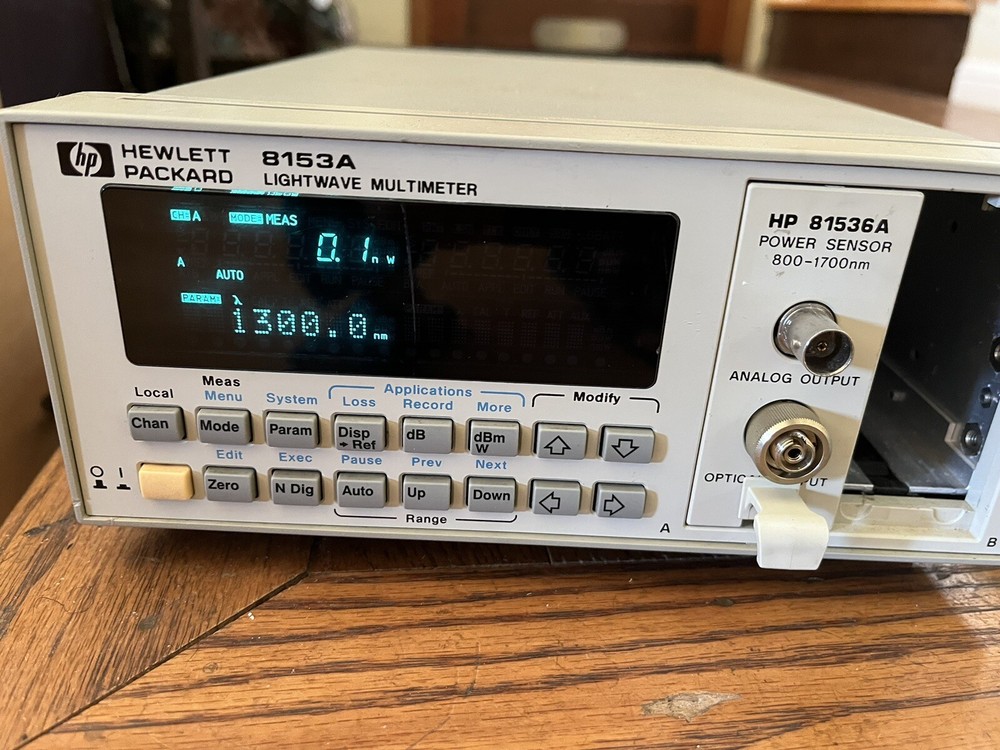 hp HEWLETT PACKARD 8153A
LIGHTWAVE MULTIMETER
CH: A MODE: MEAS
0.1 nW
A AUTO
PARAM: λ
1300.0 nm
HP 81536A
POWER SENSOR
800-1700nm
ANALOG OUTPUT
Local Meas Menu System Applications Loss Record More Modify
Chan Mode Param Disp →Ref dB dBm W
Edit Exec Pause Prev Next
Zero N Dig Auto Up Down
Range
A
B